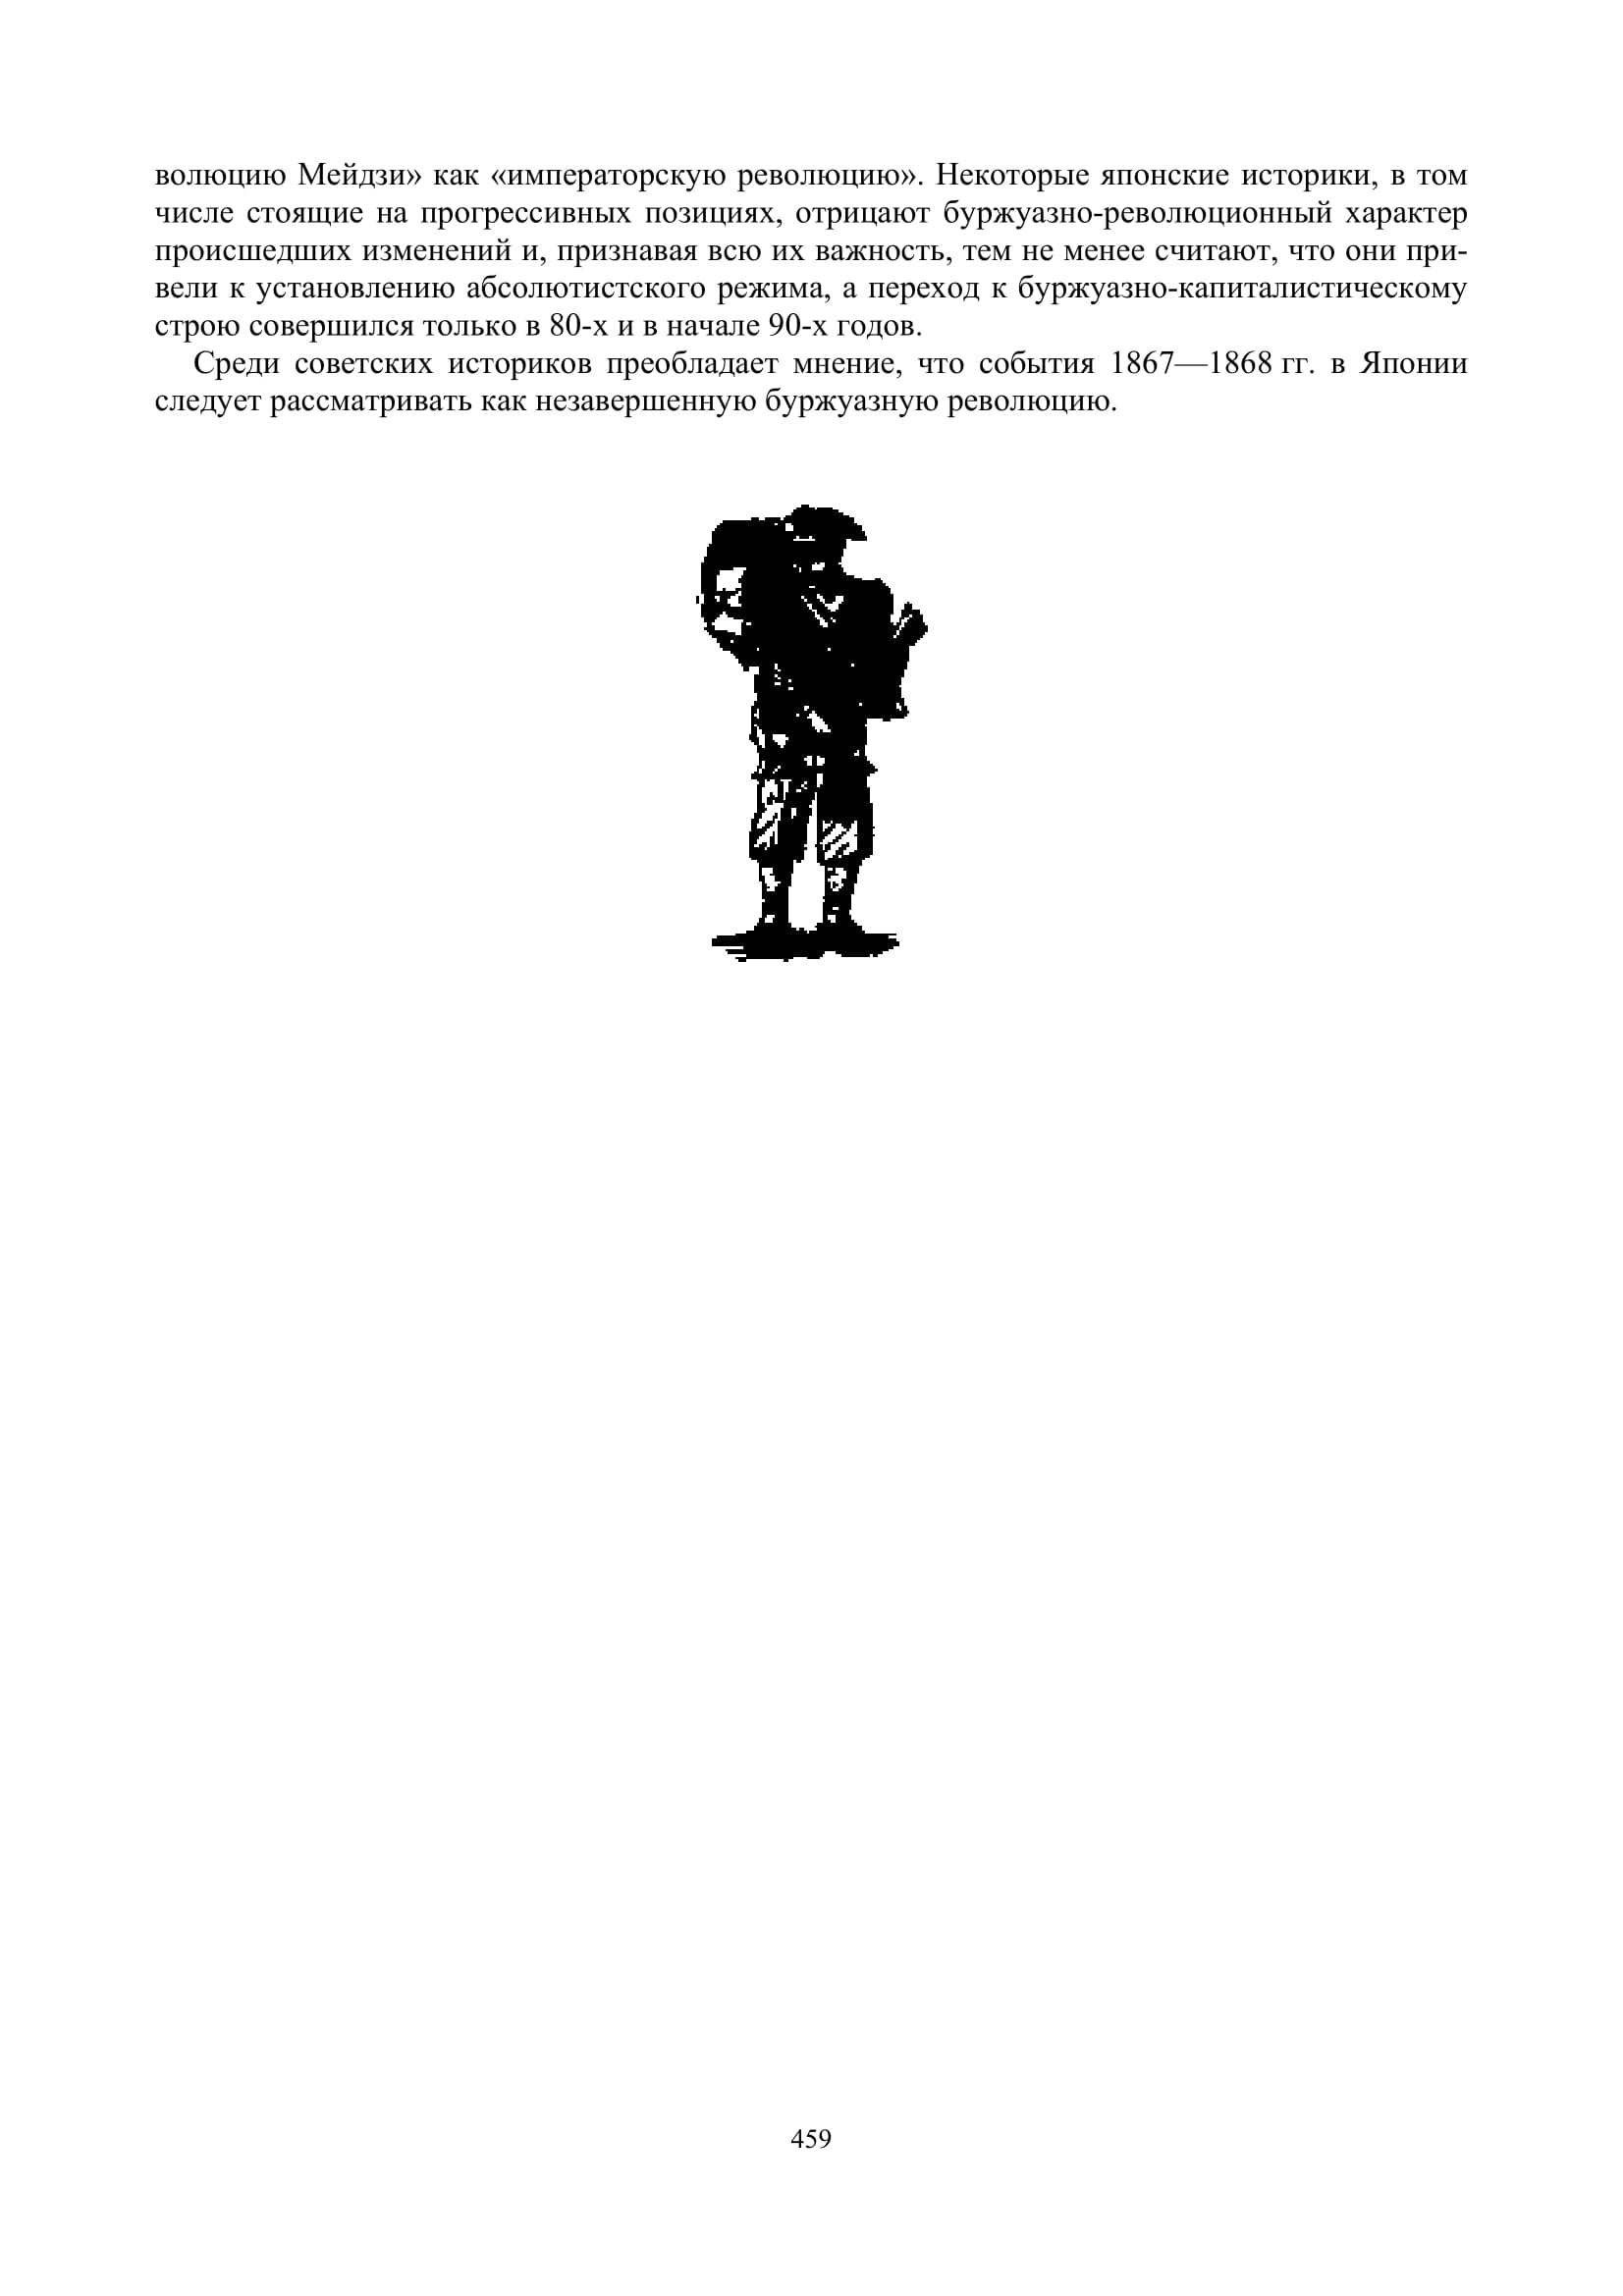 волюцию Мейдзи» как «императорскую революцию». Некоторые японские историки, в том
числе стоящие на прогрессивных позициях, отрицают буржуазно-революционный характер
происшедших изменений и, признавая всю их важность, тем не менее считают, что они при-
вели к установлению абсолютистского режима, а переход к буржуазно-капиталистическому
строю совершился только в 80-х и в начале 90-х годов.
Среди советских историков преобладает мнение, что события 1867—1868 гг. в Японии
следует рассматривать как незавершенную буржуазную революцию.
459